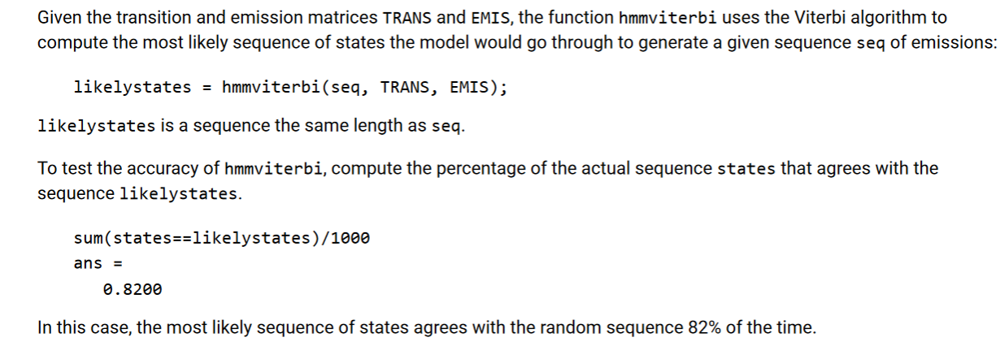 Given the transition and emission matrices TRANS and EMIS, the function hmmviterbi uses the Viterbi algorithm to
compute the most likely sequence of states the model would go through to generate a given sequence seq of emissions:
likelystates = hmmviterbi(seq, TRANS, EMIS);
likelystates is a sequence the same length as seq.
To test the accuracy of hmmviterbi, compute the percentage of the actual sequence states that agrees with the
sequence likelystates.
sum(states==likelystates)/1000
ans =
0.8200
In this case, the most likely sequence of states agrees with the random sequence 82% of the time.